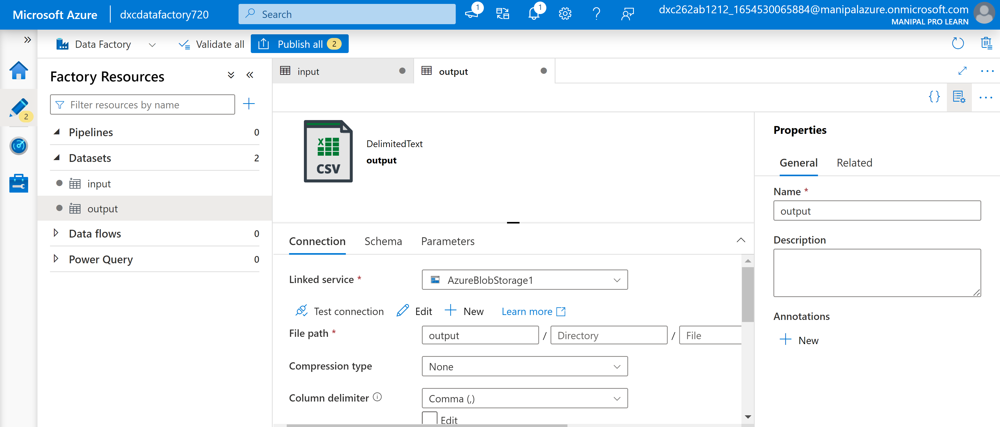 Microsoft Azure
dxcdatafactory720
Search
1
1
dxc262ab1212_1654530065884@manipalazure.onmicrosoft.com
MANIPAL PRO LEARN
Data Factory
Validate all
Publish all 2
2
Factory Resources
Filter resources by name
Pipelines 0
Datasets 2
input
output
Data flows 0
Power Query 0
input
output
X
CSV
DelimitedText
output
Connection Schema Parameters
Linked service *
AzureBlobStorage1
Test connection Edit New Learn more
File path *
output / Directory / File
Compression type
None
Column delimiter
Comma (,)
Edit
Properties
General Related
Name *
output
Description
Annotations
New